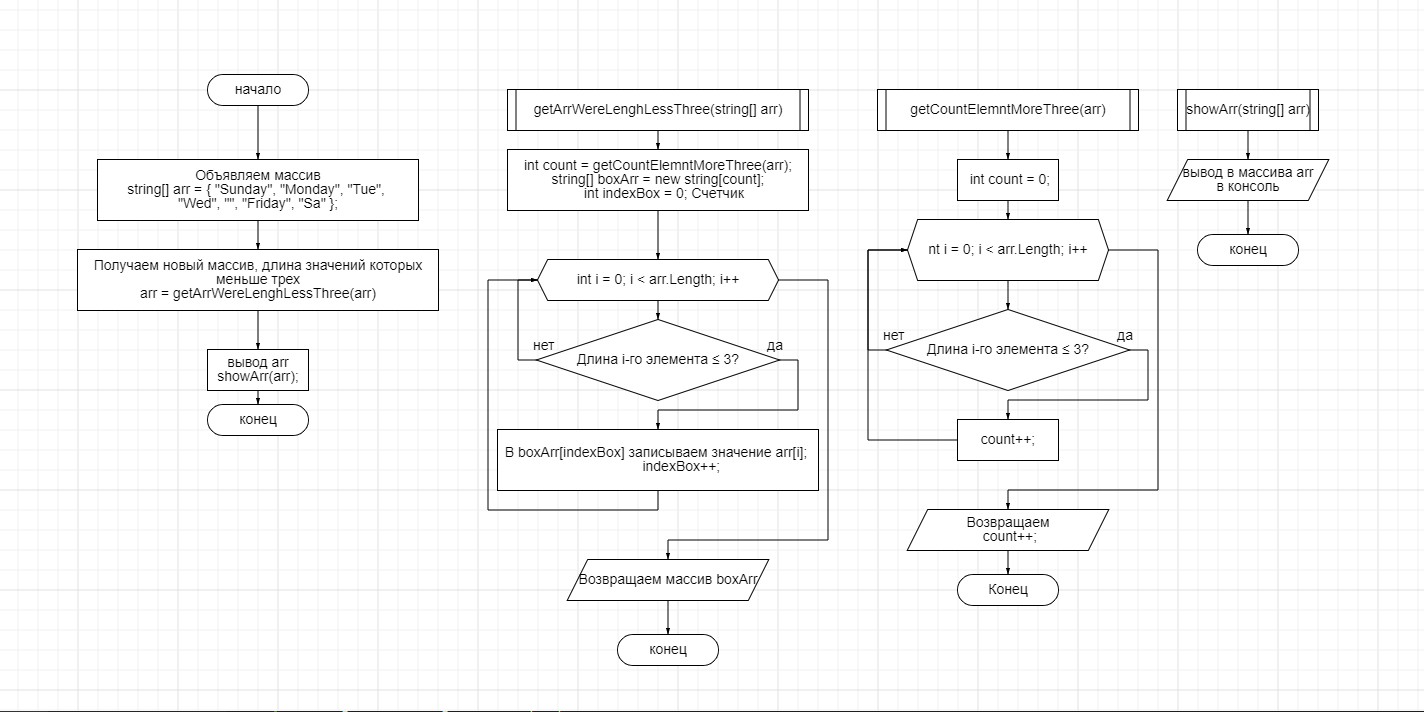 начало
Объявляем массив
string[] arr = { "Sunday", "Monday", "Tue",
"Wed", "", "Friday", "Sa" };
Получаем новый массив, длина значений которых
меньше трех
arr = getArrWereLenghLessThree(arr)
вывод arr
showArr(arr);
конец
getArrWereLenghLessThree(string[] arr)
int count = getCountElemntMoreThree(arr);
string[] boxArr = new string[count];
int indexBox = 0; Счетчик
int i = 0; i < arr.Length; i++
нет
да
Длина i-го элемента ≤ 3?
В boxArr[indexBox] записываем значение arr[i];
indexBox++;
Возвращаем массив boxArr
конец
getCountElemntMoreThree(arr)
int count = 0;
nt i = 0; i < arr.Length; i++
нет
да
Длина i-го элемента ≤ 3?
count++;
Возвращаем
count++;
Конец
showArr(string[] arr)
вывод в массива arr
в консоль
конец